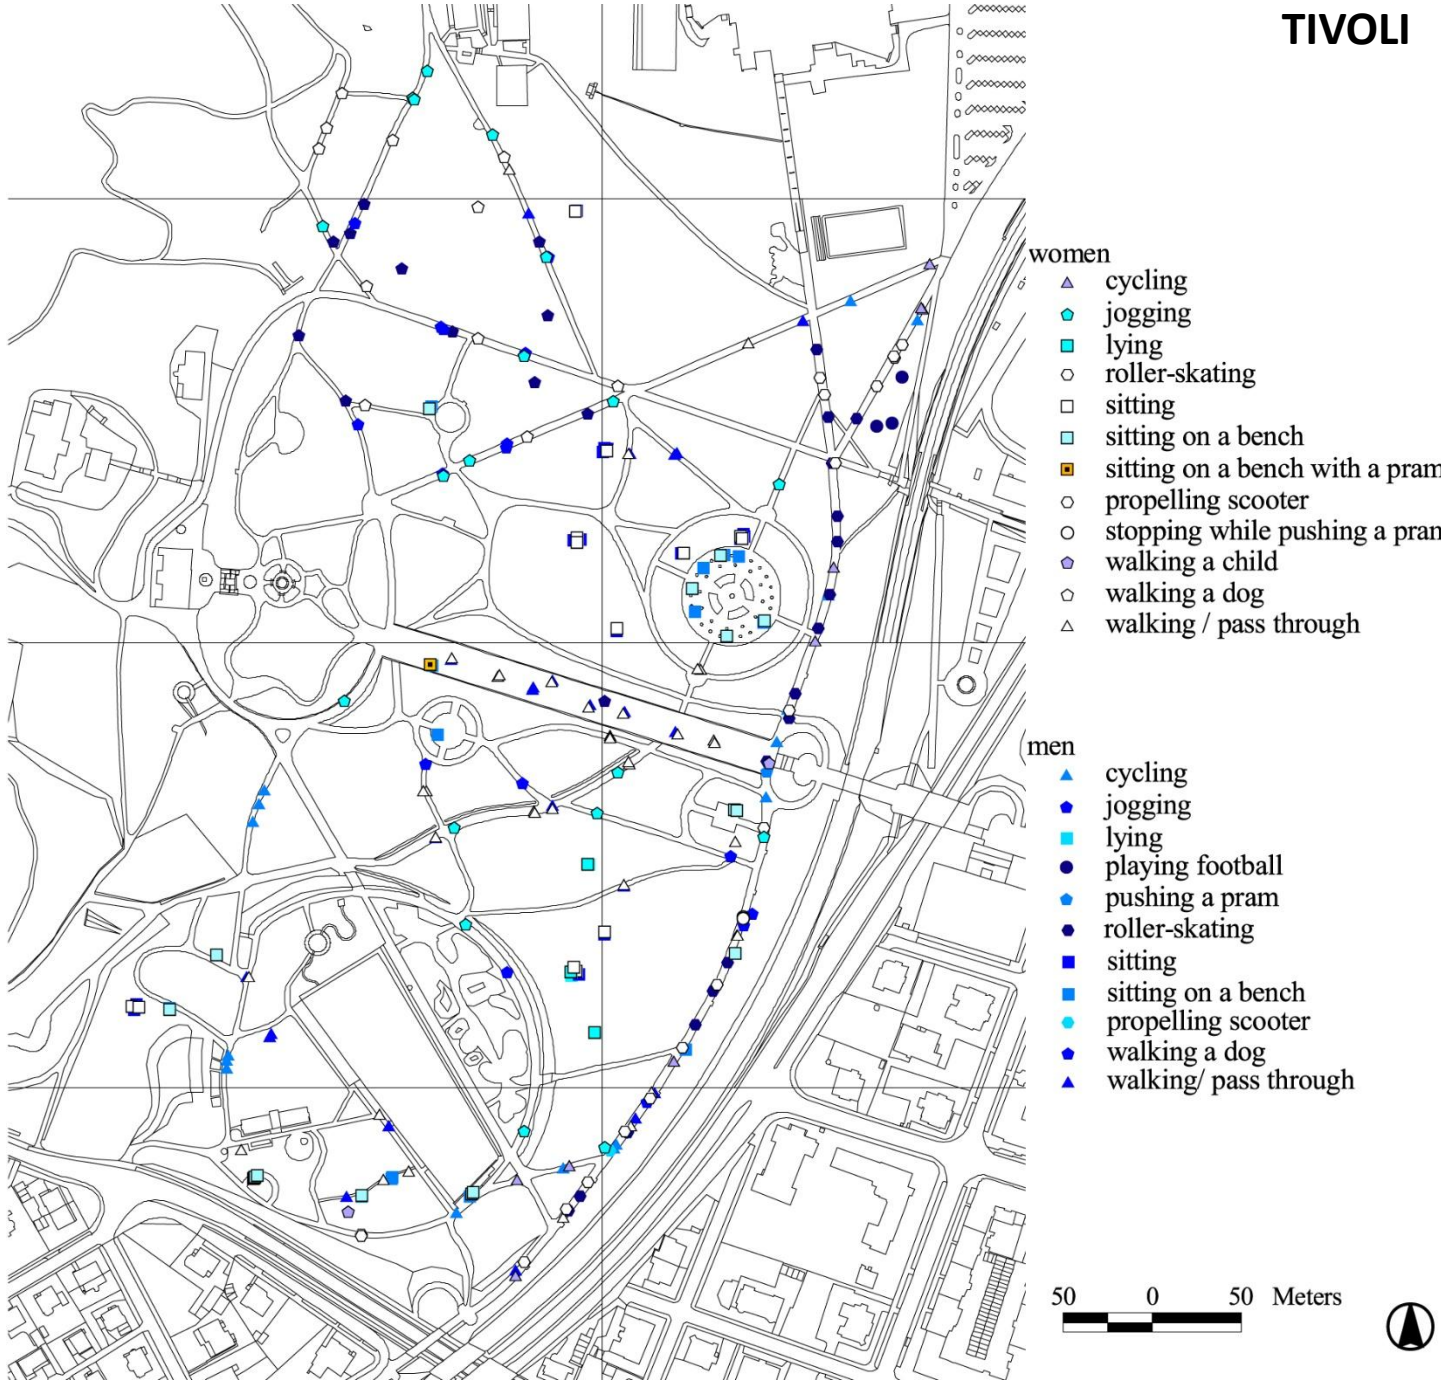 TIVOLI
women
cycling
jogging
lying
roller-skating
sitting
sitting on a bench
sitting on a bench with a pram
propelling scooter
stopping while pushing a pram
walking a child
walking a dog
walking / pass through
men
cycling
jogging
lying
playing football
pushing a pram
roller-skating
sitting
sitting on a bench
propelling scooter
walking a dog
walking/ pass through
50 0 50 Meters